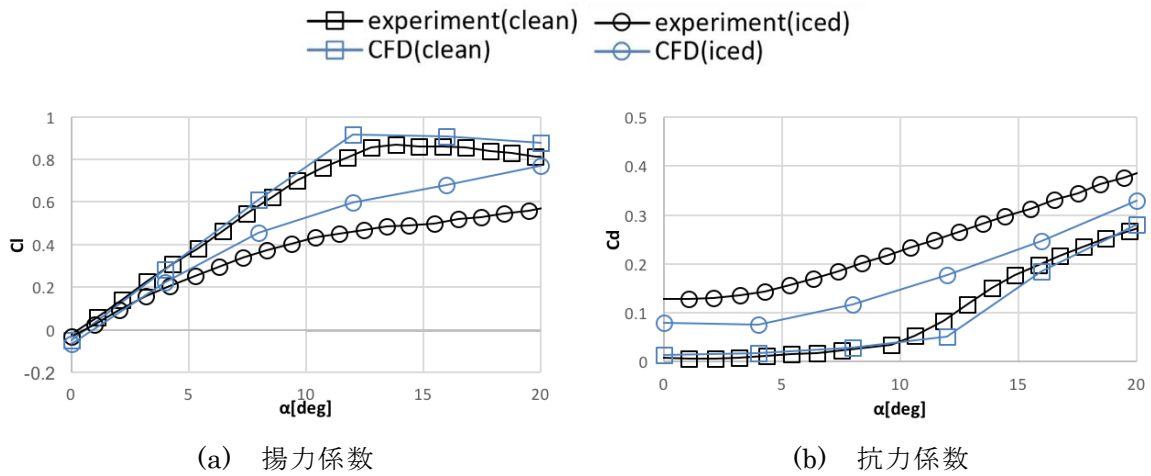 experiment(clean) experiment(iced)
CFD(clean) CFD(iced)
1
0.8
0.6
0.4
0.2
0
-0.2
Cl
0 5 10 15 20
α[deg]
(a) 揚力係数
0.5
0.4
0.3
0.2
0.1
0
Cd
0 5 10 15 20
α[deg]
(b) 抗力係数